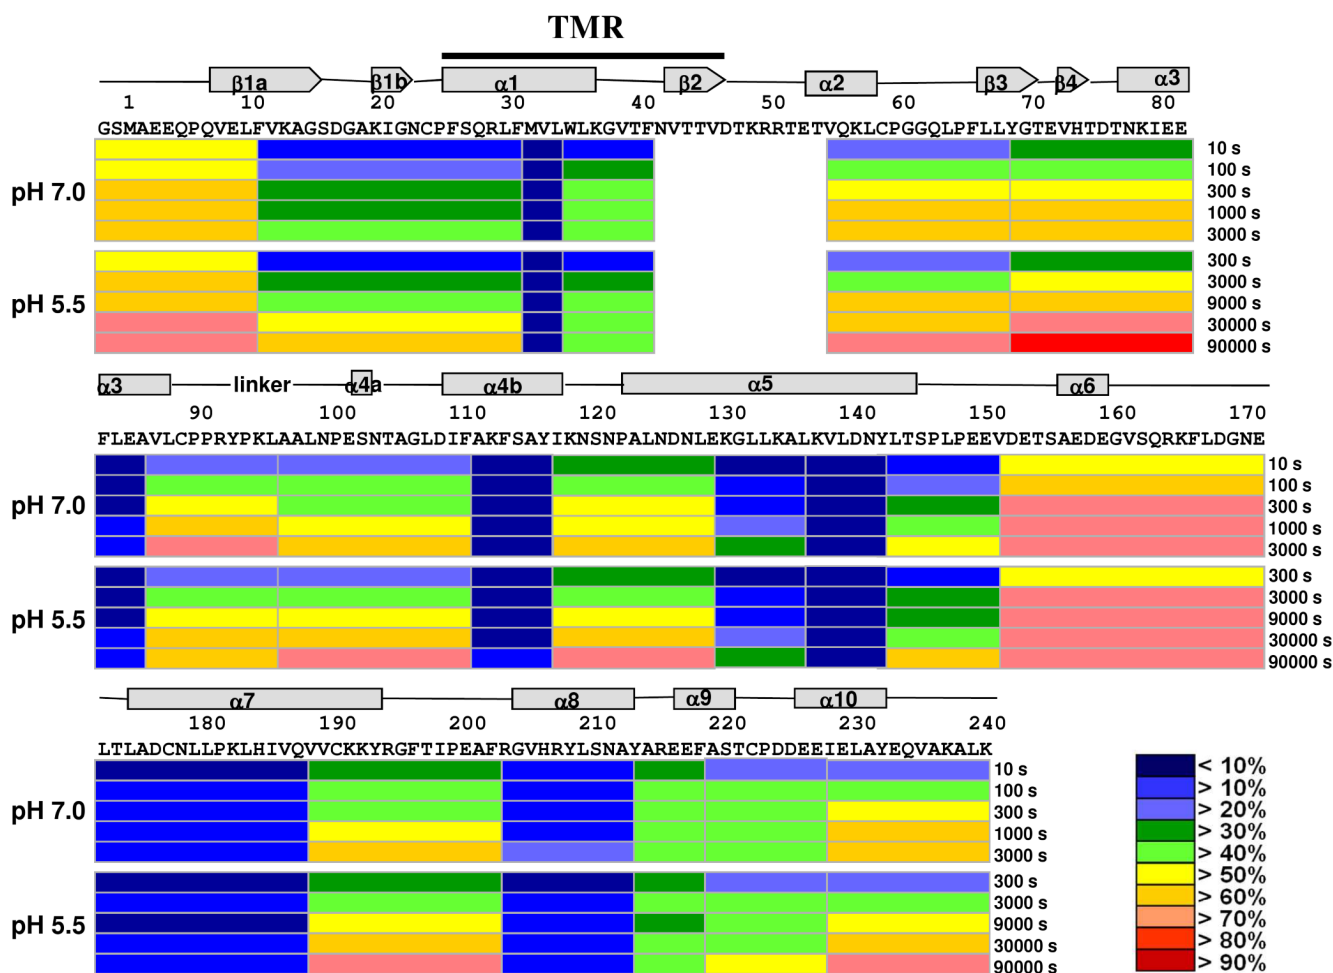 TMR
β1a β1b α1 β2 α2 β3 β4 α3
1 10 20 30 40 50 60 70 80
GSMAEEQPQVELFVKAGSDGAKIGNCPFSQRLFMVLWLKGVTFNVTTVDTKRRTETVQKLCPGGQLPFLLYGTEVHTDTNKIEE
pH 7.0
10 s
100 s
300 s
1000 s
3000 s
pH 5.5
300 s
3000 s
9000 s
30000 s
90000 s
α3 linker α4a α4b α5 α6
90 100 110 120 130 140 150 160 170
FLEAVLCPPRYPKLAALNPESNTAGLDIFAKFSAYIKNSNPALNDNLEKGLLKALKVLDNYLTSPLPEEVDETSAEDEGVSQRKFLDGNE
pH 7.0
10 s
100 s
300 s
1000 s
3000 s
pH 5.5
300 s
3000 s
9000 s
30000 s
90000 s
α7 α8 α9 α10
180 190 200 210 220 230 240
LTLADCNLLPKLHIVQVVCKKYRGFTIPEAFRGVHRYLSNAYAREEFASTCPDDEEIELAYEQVAKALK
pH 7.0
10 s
100 s
300 s
1000 s
3000 s
pH 5.5
300 s
3000 s
9000 s
30000 s
90000 s
< 10%
> 10%
> 20%
> 30%
> 40%
> 50%
> 60%
> 70%
> 80%
> 90%